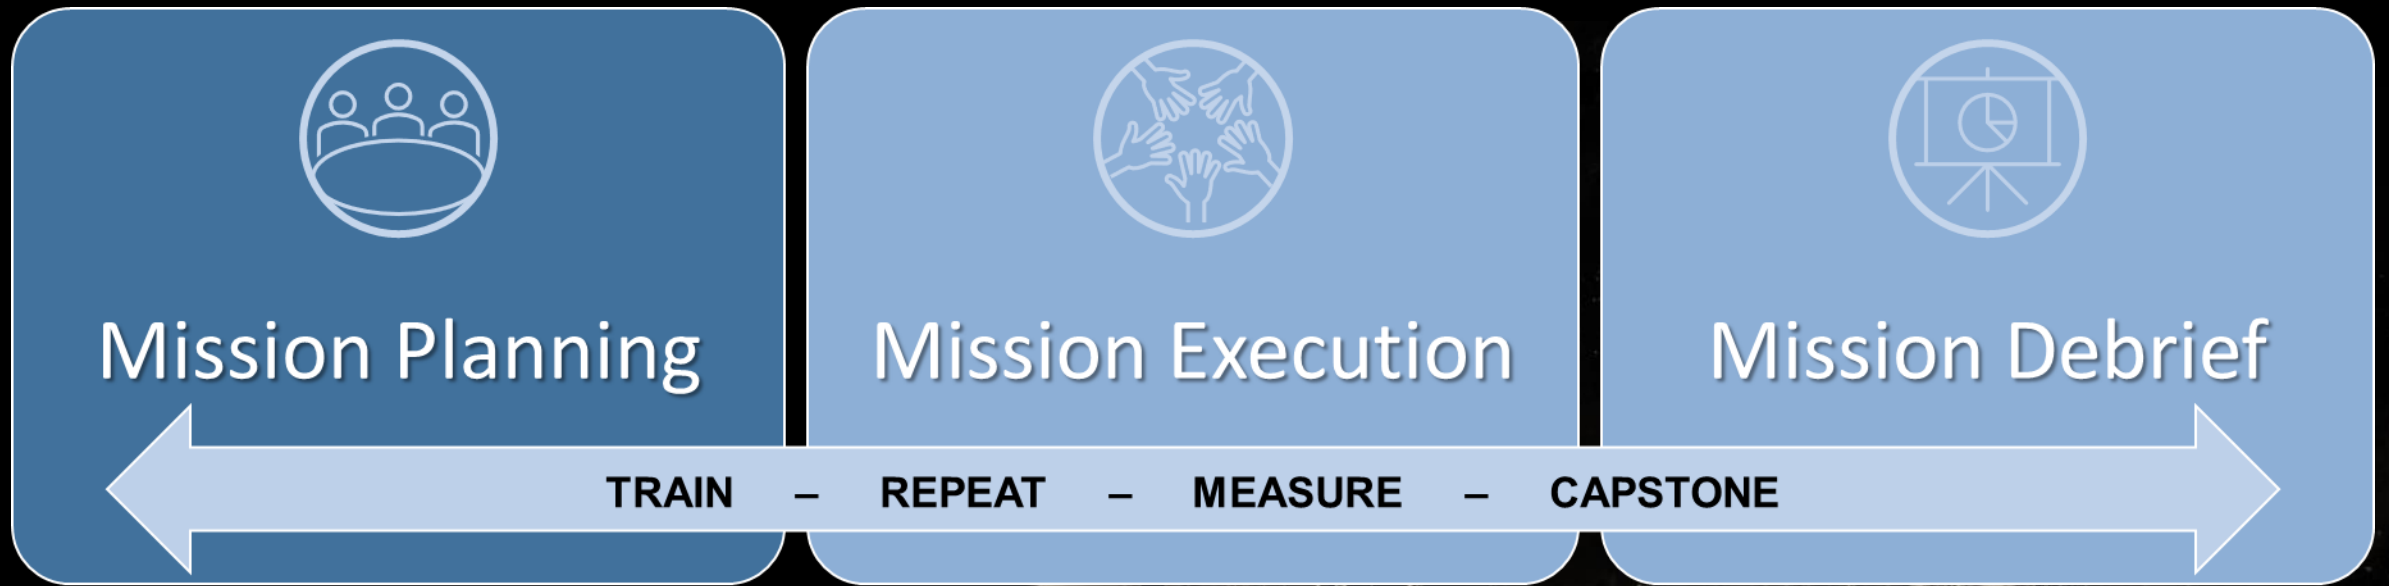 Mission Planning
Mission Execution
Mission Debrief
TRAIN – REPEAT – MEASURE – CAPSTONE